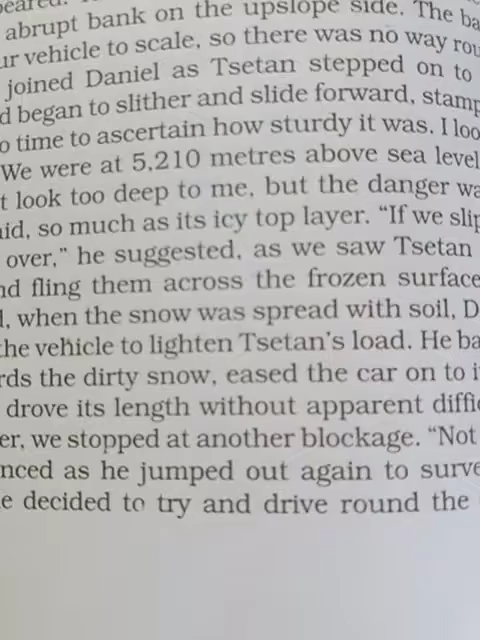 peared.
abrupt bank on the upslope side. The ba
ur vehicle to scale, so there was no way rou
joined Daniel as Tsetan stepped on to
d began to slither and slide forward, stamp
o time to ascertain how sturdy it was. I loo
We were at 5,210 metres above sea level
t look too deep to me, but the danger wa
aid, so much as its icy top layer. “If we slip
over,” he suggested, as we saw Tsetan
nd fling them across the frozen surface
l, when the snow was spread with soil, D
the vehicle to lighten Tsetan’s load. He ba
rds the dirty snow, eased the car on to i
drove its length without apparent diffi
er, we stopped at another blockage. “Not
nced as he jumped out again to surve
e decided to try and drive round the